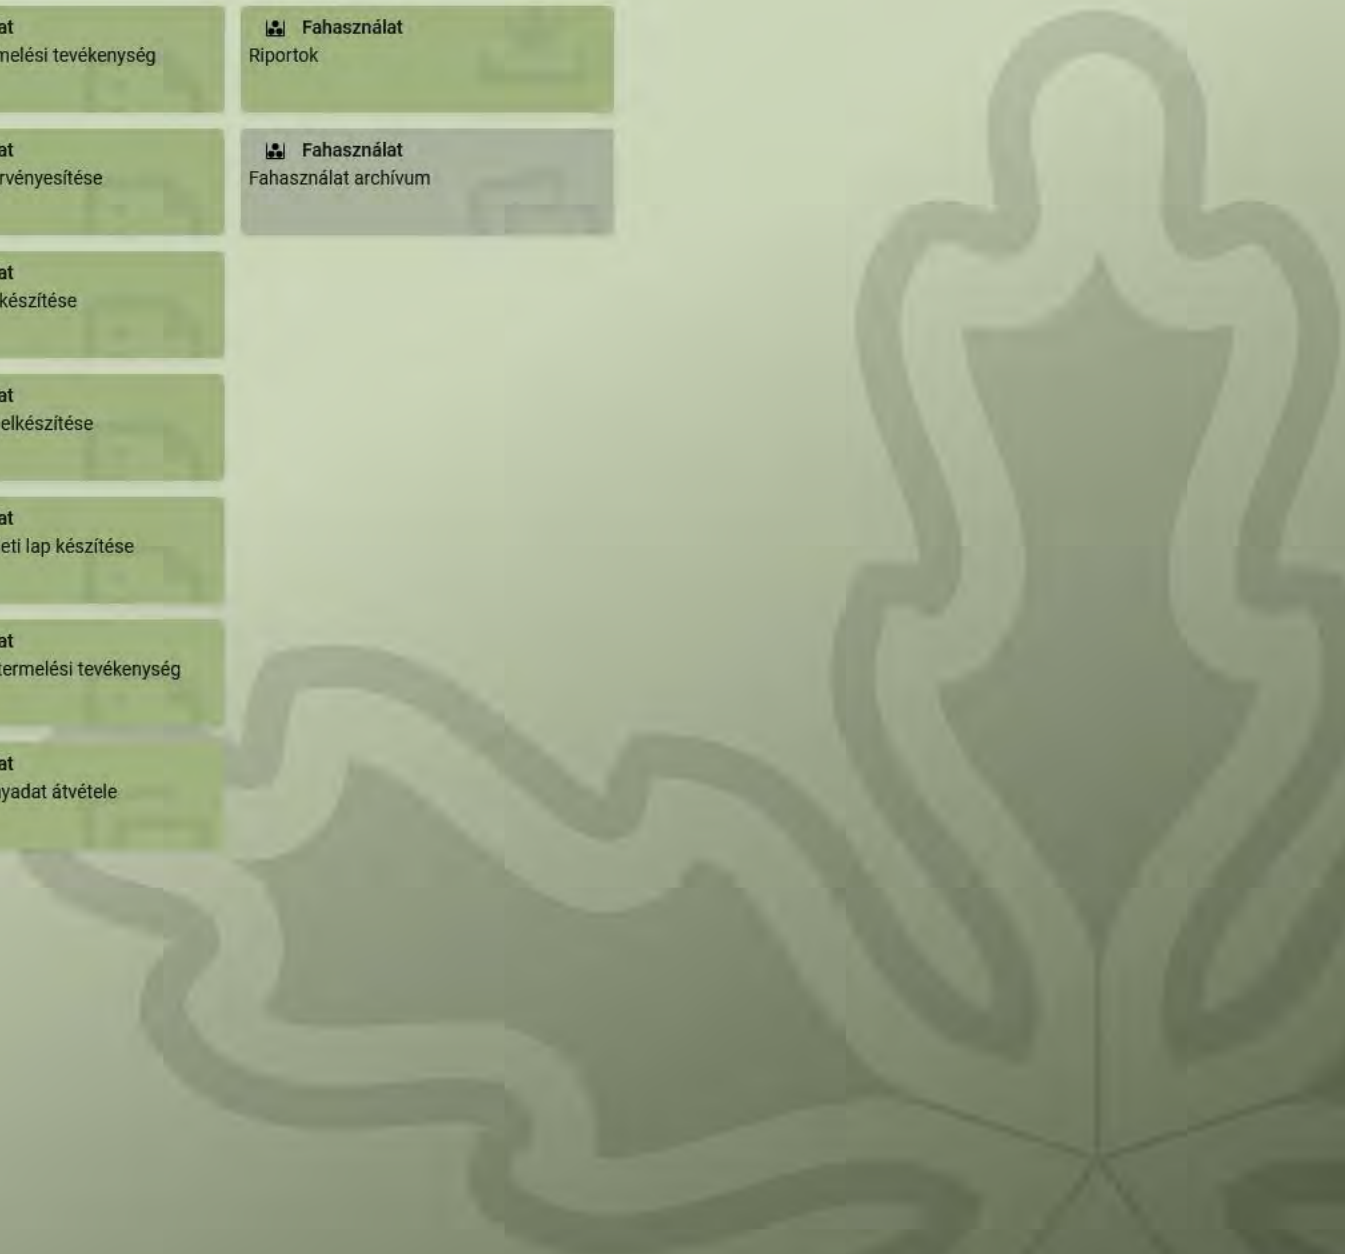 at
melési tevékenység
at
rvényesítése
at
készítése
at
elkészítése
at
eti lap készítése
at
termelési tevékenység
at
yadat átvétele
Fahasználat
Riportok
Fahasználat
Fahasználat archívum